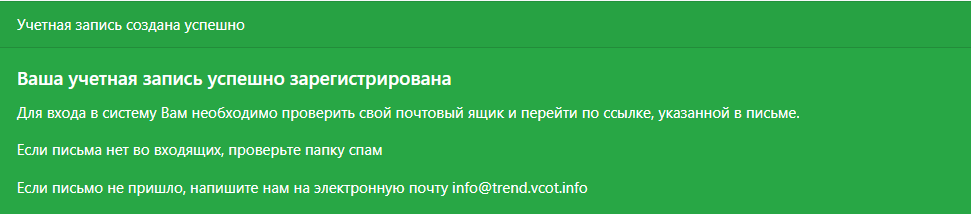 Учетная запись создана успешно
Ваша учетная запись успешно зарегистрирована
Для входа в систему Вам необходимо проверить свой почтовый ящик и перейти по ссылке, указанной в письме.
Если письма нет во входящих, проверьте папку спам
Если письмо не пришло, напишите нам на электронную почту info@trend.vcot.info